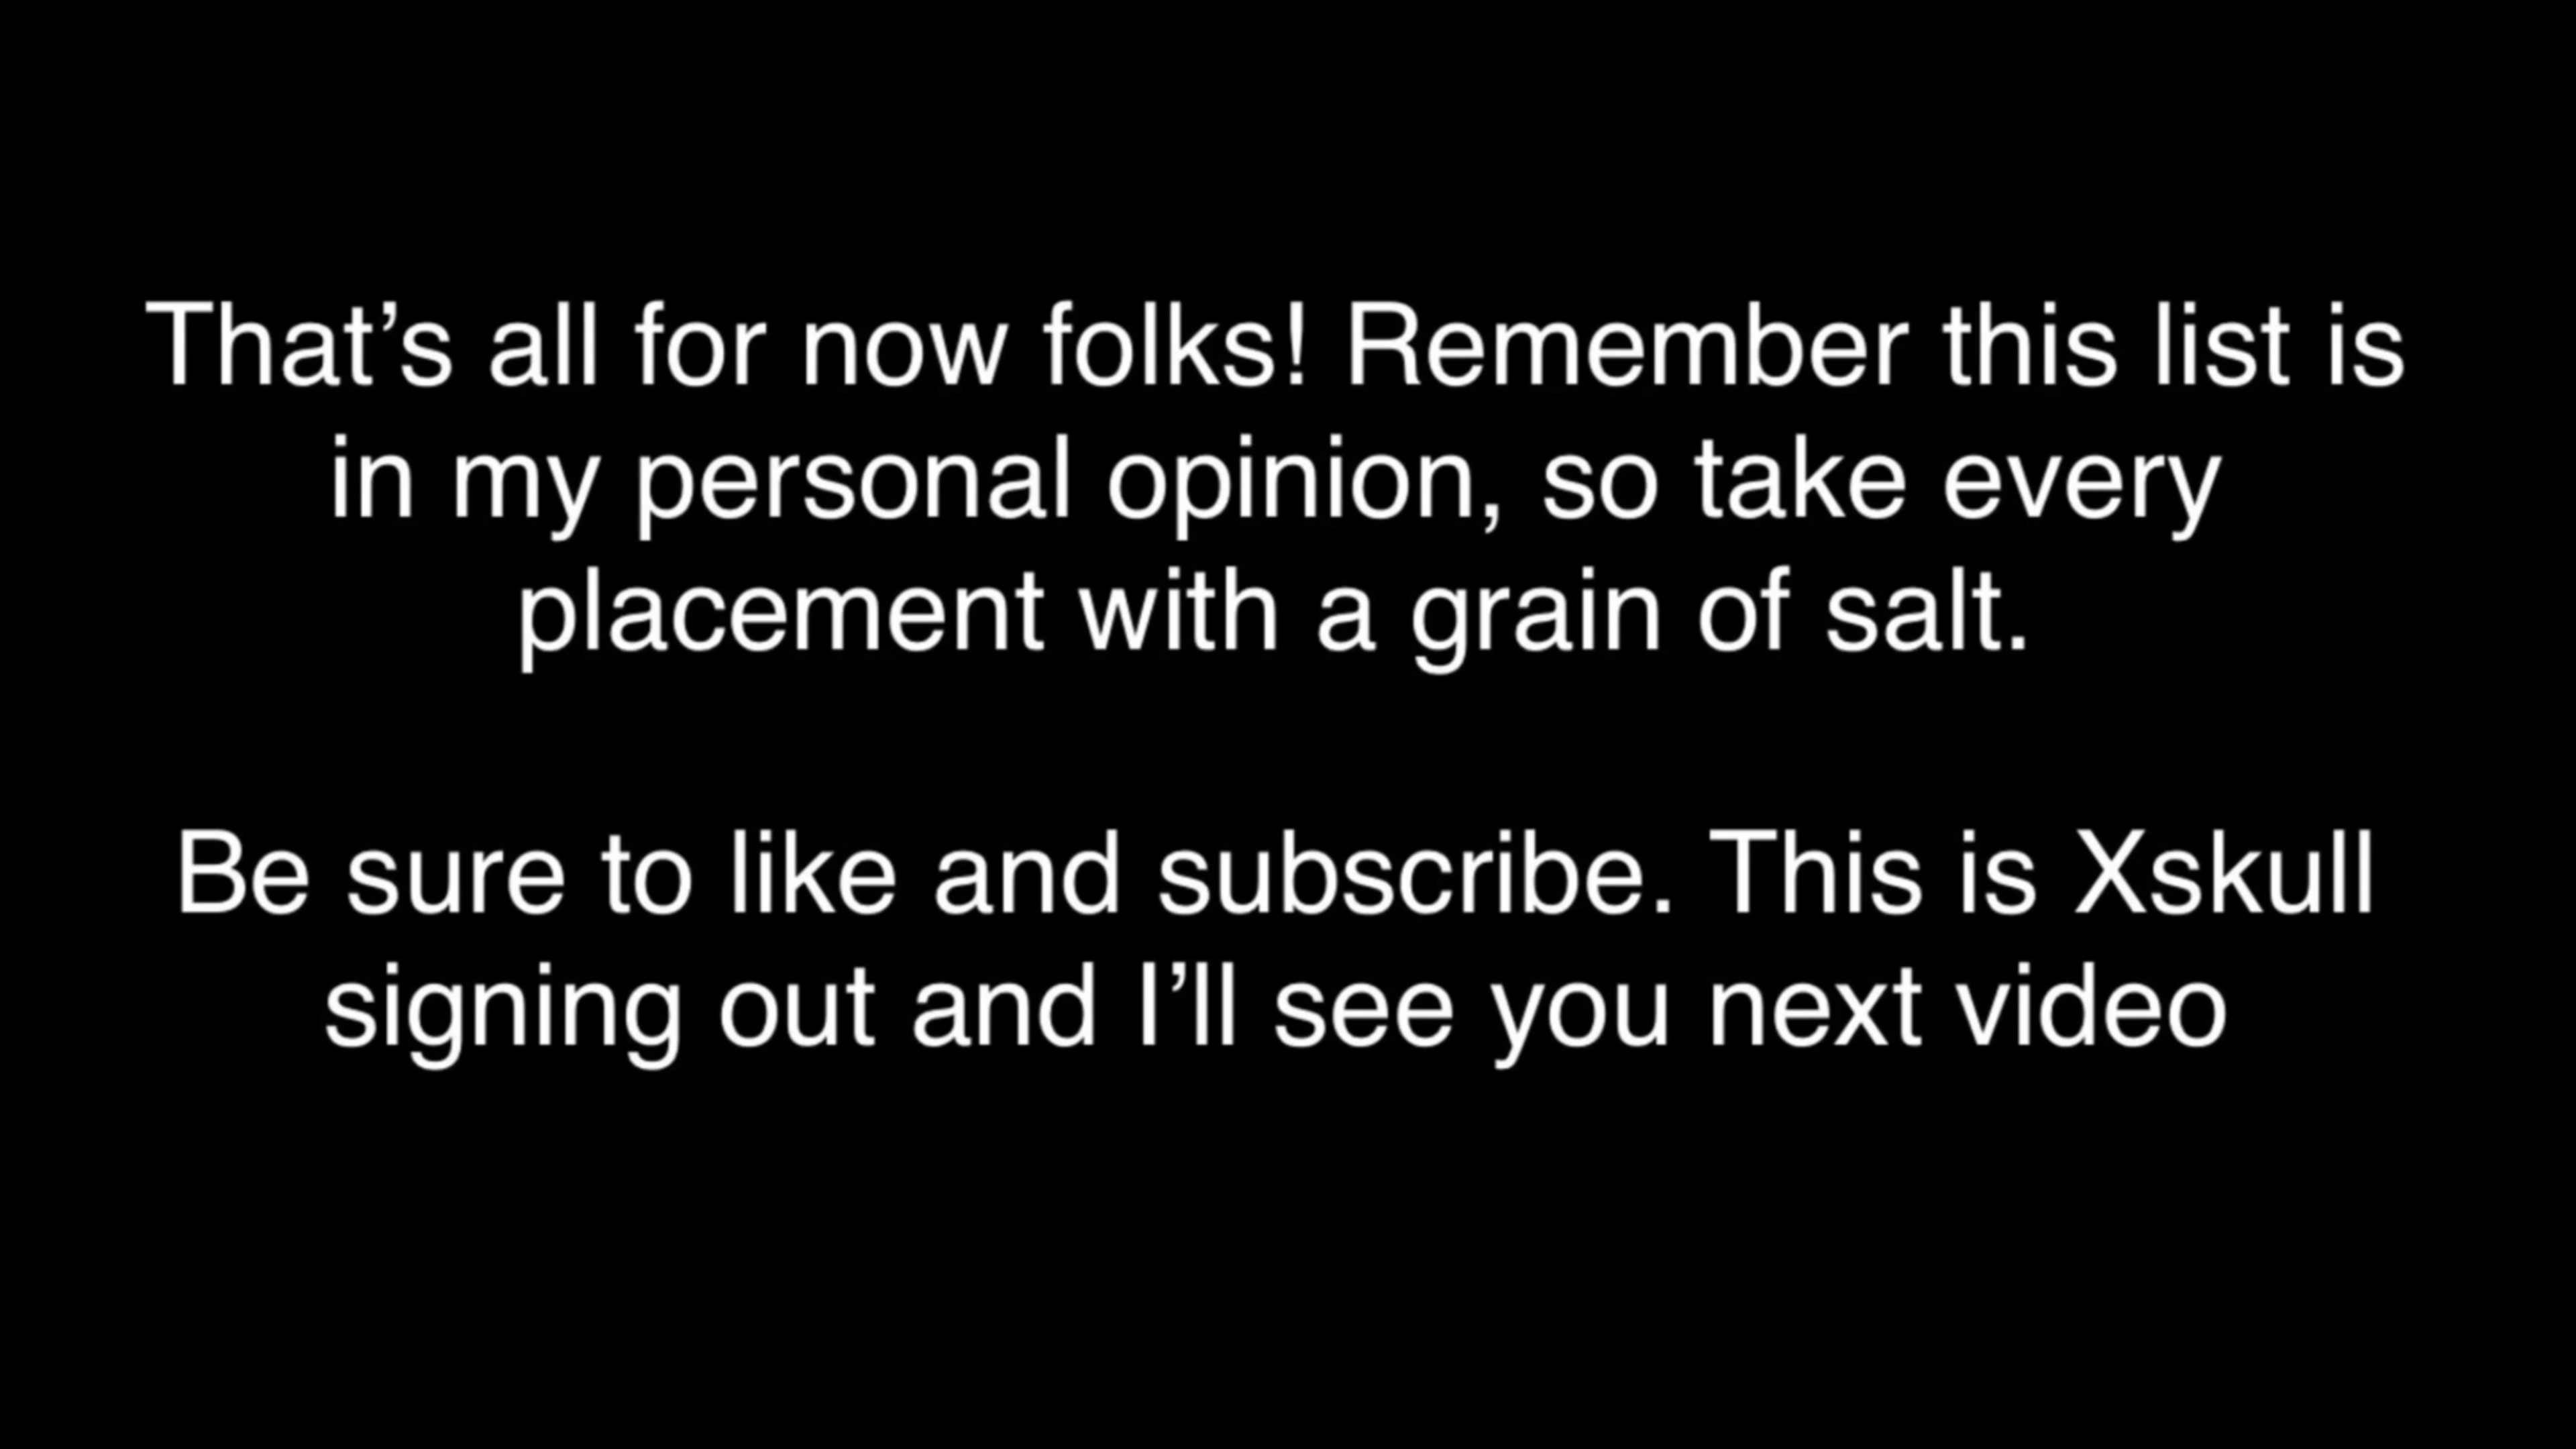 That’s all for now folks! Remember this list is
in my personal opinion, so take every
placement with a grain of salt.
Be sure to like and subscribe. This is Xskull
signing out and I’ll see you next video